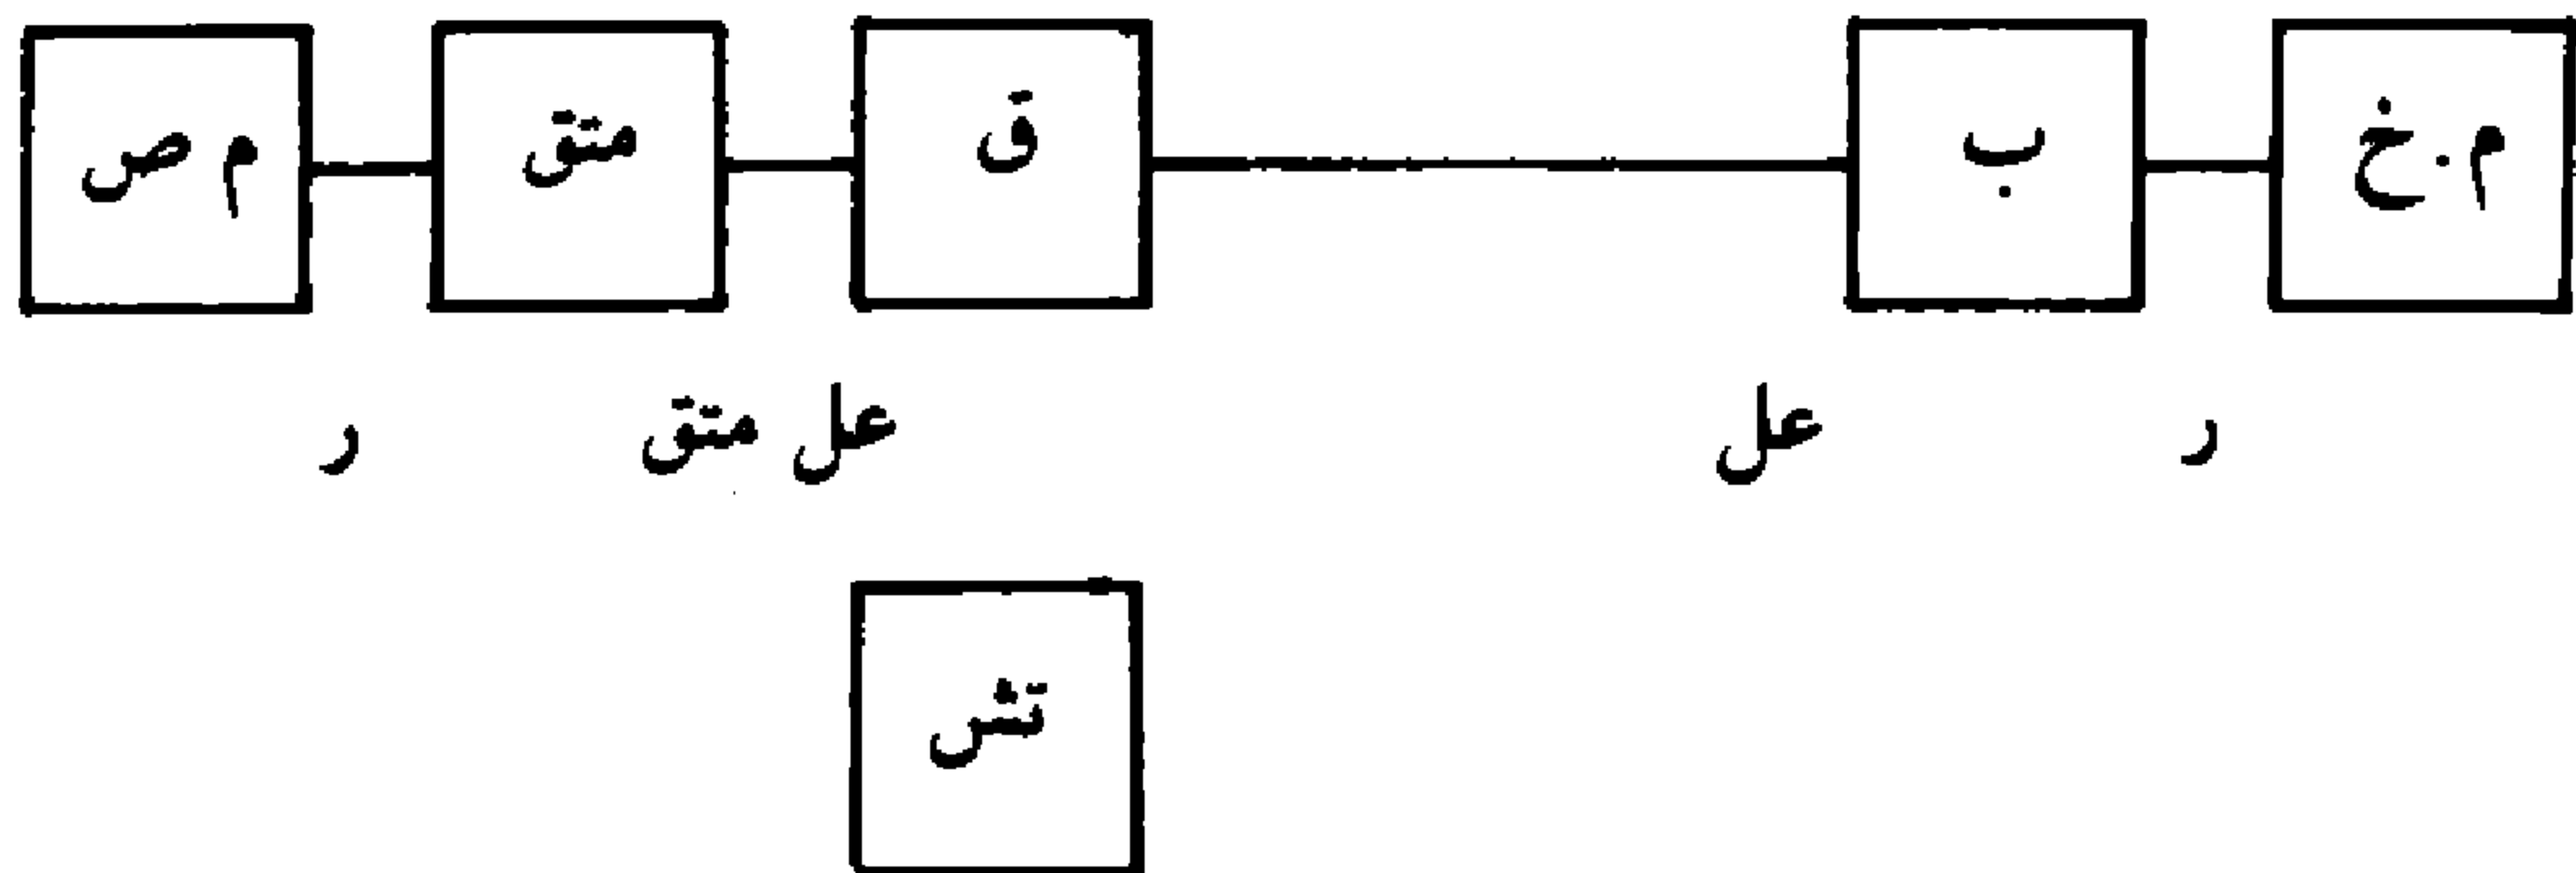 م.خ ب ق متق م ص
ر عل عل متق ر
تش